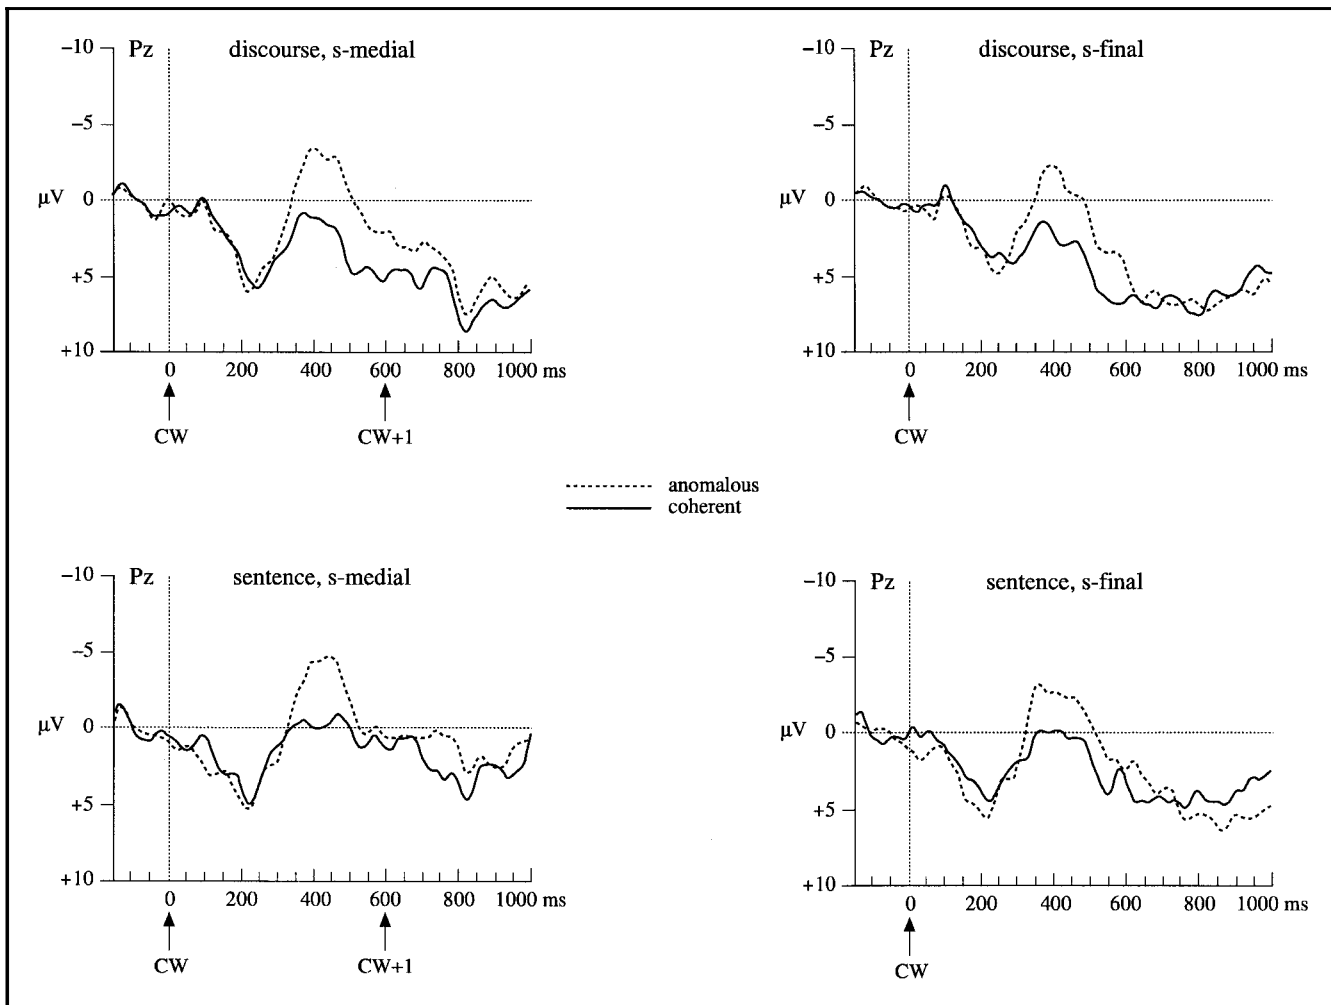 −10 Pz discourse, s-medial
−5
μV 0
+5
+10
0 200 400 600 800 1000 ms
CW CW+1
−10 Pz discourse, s-final
−5
μV 0
+5
+10
0 200 400 600 800 1000 ms
CW
anomalous
coherent
−10 Pz sentence, s-medial
−5
μV 0
+5
+10
0 200 400 600 800 1000 ms
CW CW+1
−10 Pz sentence, s-final
−5
μV 0
+5
+10
0 200 400 600 800 1000 ms
CW